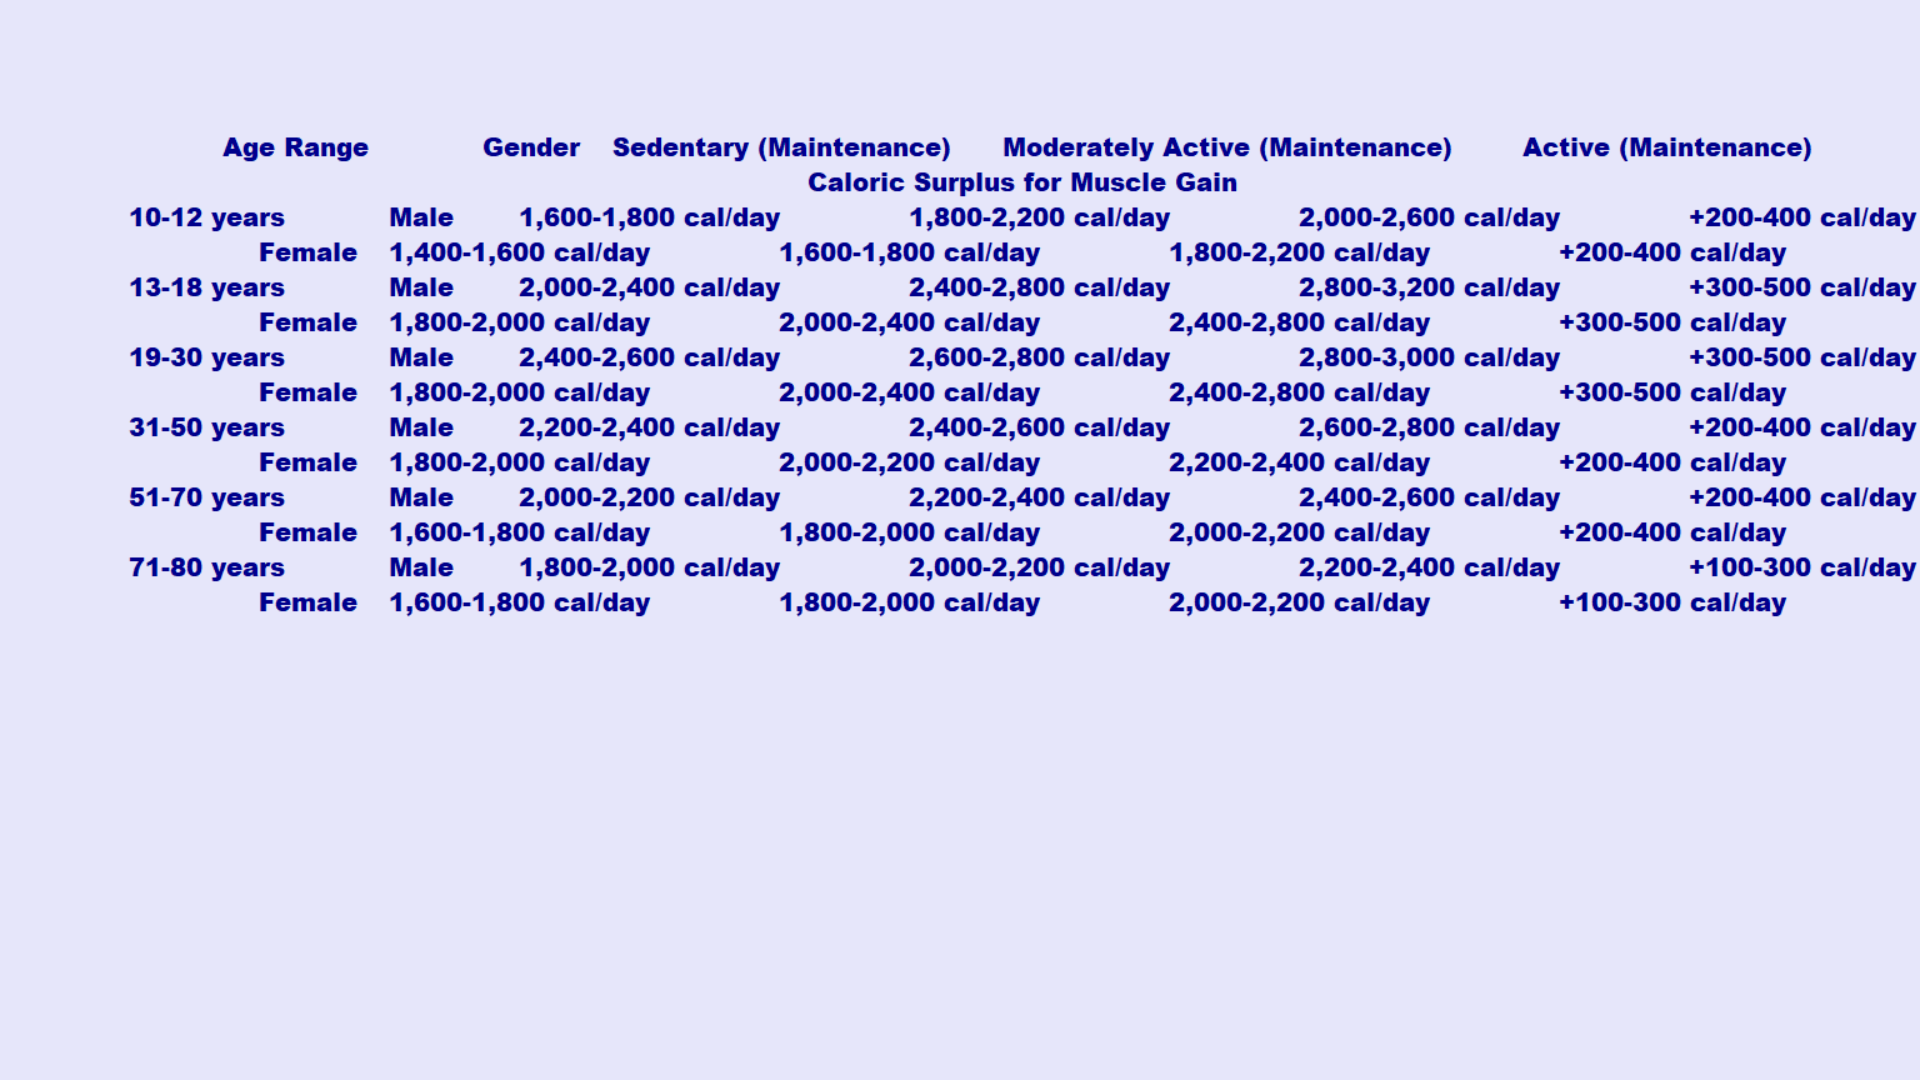 Age Range Gender Sedentary (Maintenance) Moderately Active (Maintenance) Active (Maintenance)
Caloric Surplus for Muscle Gain
10-12 years Male 1,600-1,800 cal/day 1,800-2,200 cal/day 2,000-2,600 cal/day +200-400 cal/day
Female 1,400-1,600 cal/day 1,600-1,800 cal/day 1,800-2,200 cal/day +200-400 cal/day
13-18 years Male 2,000-2,400 cal/day 2,400-2,800 cal/day 2,800-3,200 cal/day +300-500 cal/day
Female 1,800-2,000 cal/day 2,000-2,400 cal/day 2,400-2,800 cal/day +300-500 cal/day
19-30 years Male 2,400-2,600 cal/day 2,600-2,800 cal/day 2,800-3,000 cal/day +300-500 cal/day
Female 1,800-2,000 cal/day 2,000-2,400 cal/day 2,400-2,800 cal/day +300-500 cal/day
31-50 years Male 2,200-2,400 cal/day 2,400-2,600 cal/day 2,600-2,800 cal/day +200-400 cal/day
Female 1,800-2,000 cal/day 2,000-2,200 cal/day 2,200-2,400 cal/day +200-400 cal/day
51-70 years Male 2,000-2,200 cal/day 2,200-2,400 cal/day 2,400-2,600 cal/day +200-400 cal/day
Female 1,600-1,800 cal/day 1,800-2,000 cal/day 2,000-2,200 cal/day +200-400 cal/day
71-80 years Male 1,800-2,000 cal/day 2,000-2,200 cal/day 2,200-2,400 cal/day +100-300 cal/day
Female 1,600-1,800 cal/day 1,800-2,000 cal/day 2,000-2,200 cal/day +100-300 cal/day